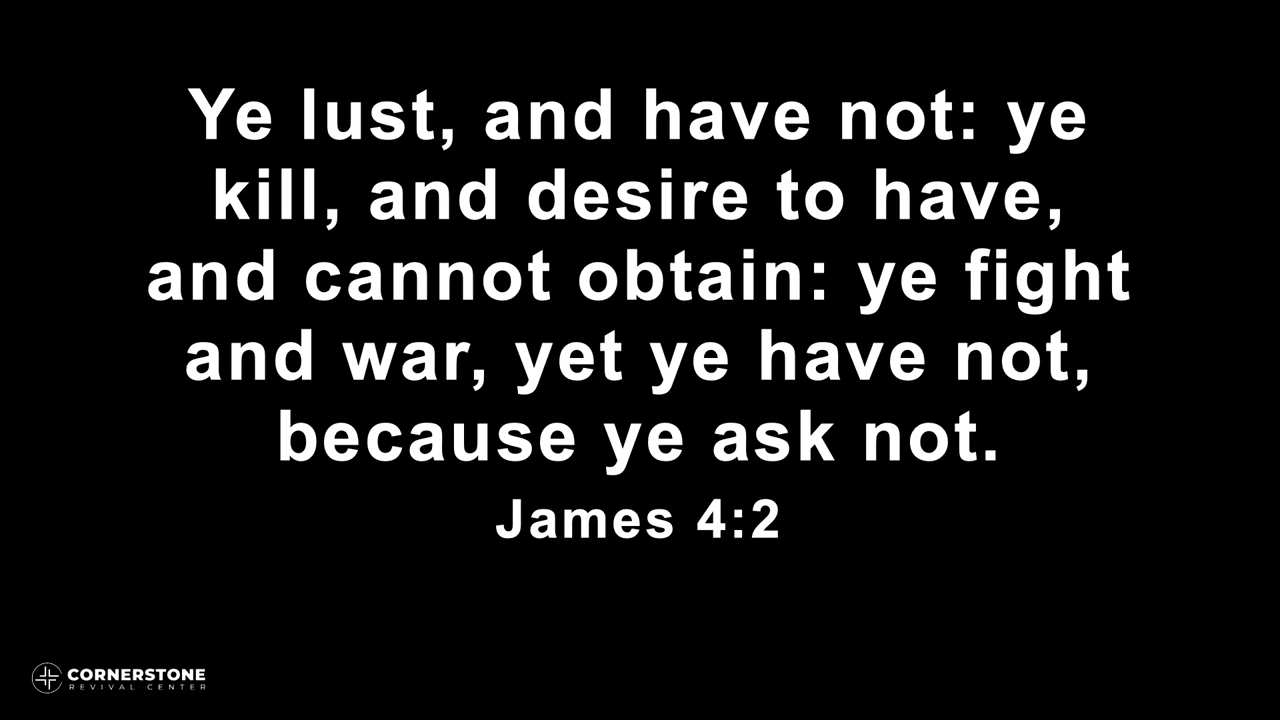 Ye lust, and have not: ye
kill, and desire to have,
and cannot obtain: ye fight
and war, yet ye have not,
because ye ask not.
James 4:2
CORNERSTONE
REVIVAL CENTER